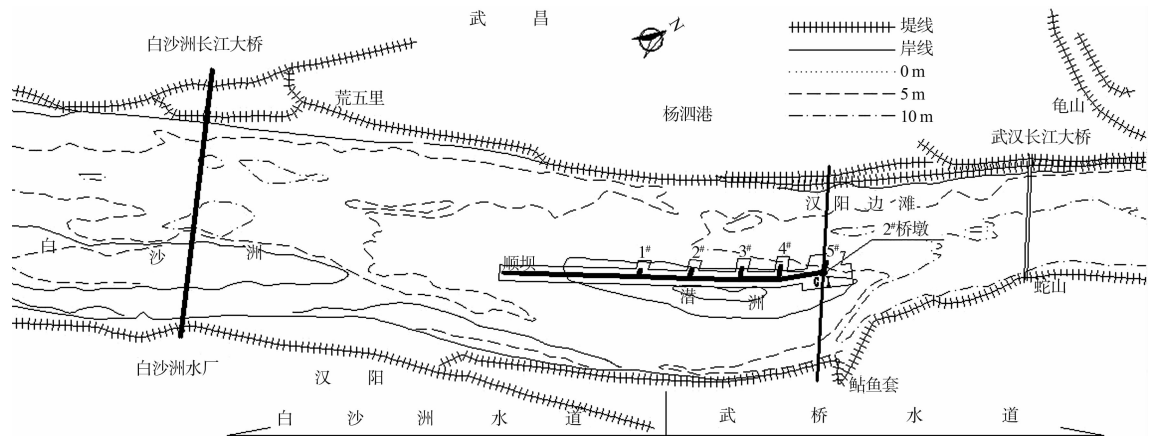 武 昌
N
堤线
白沙洲长江大桥
岸线
0 m
荒五里
5 m
杨泗港
10 m
龟山
武汉长江大桥
汉 阳 边 滩
2#桥墩
白 沙 洲
1# 2# 3# 4# 5#
顺坝
潜 洲
蛇山
白沙洲水厂
汉 阳
鲇鱼套
白 沙 洲 水 道
武 桥 水 道